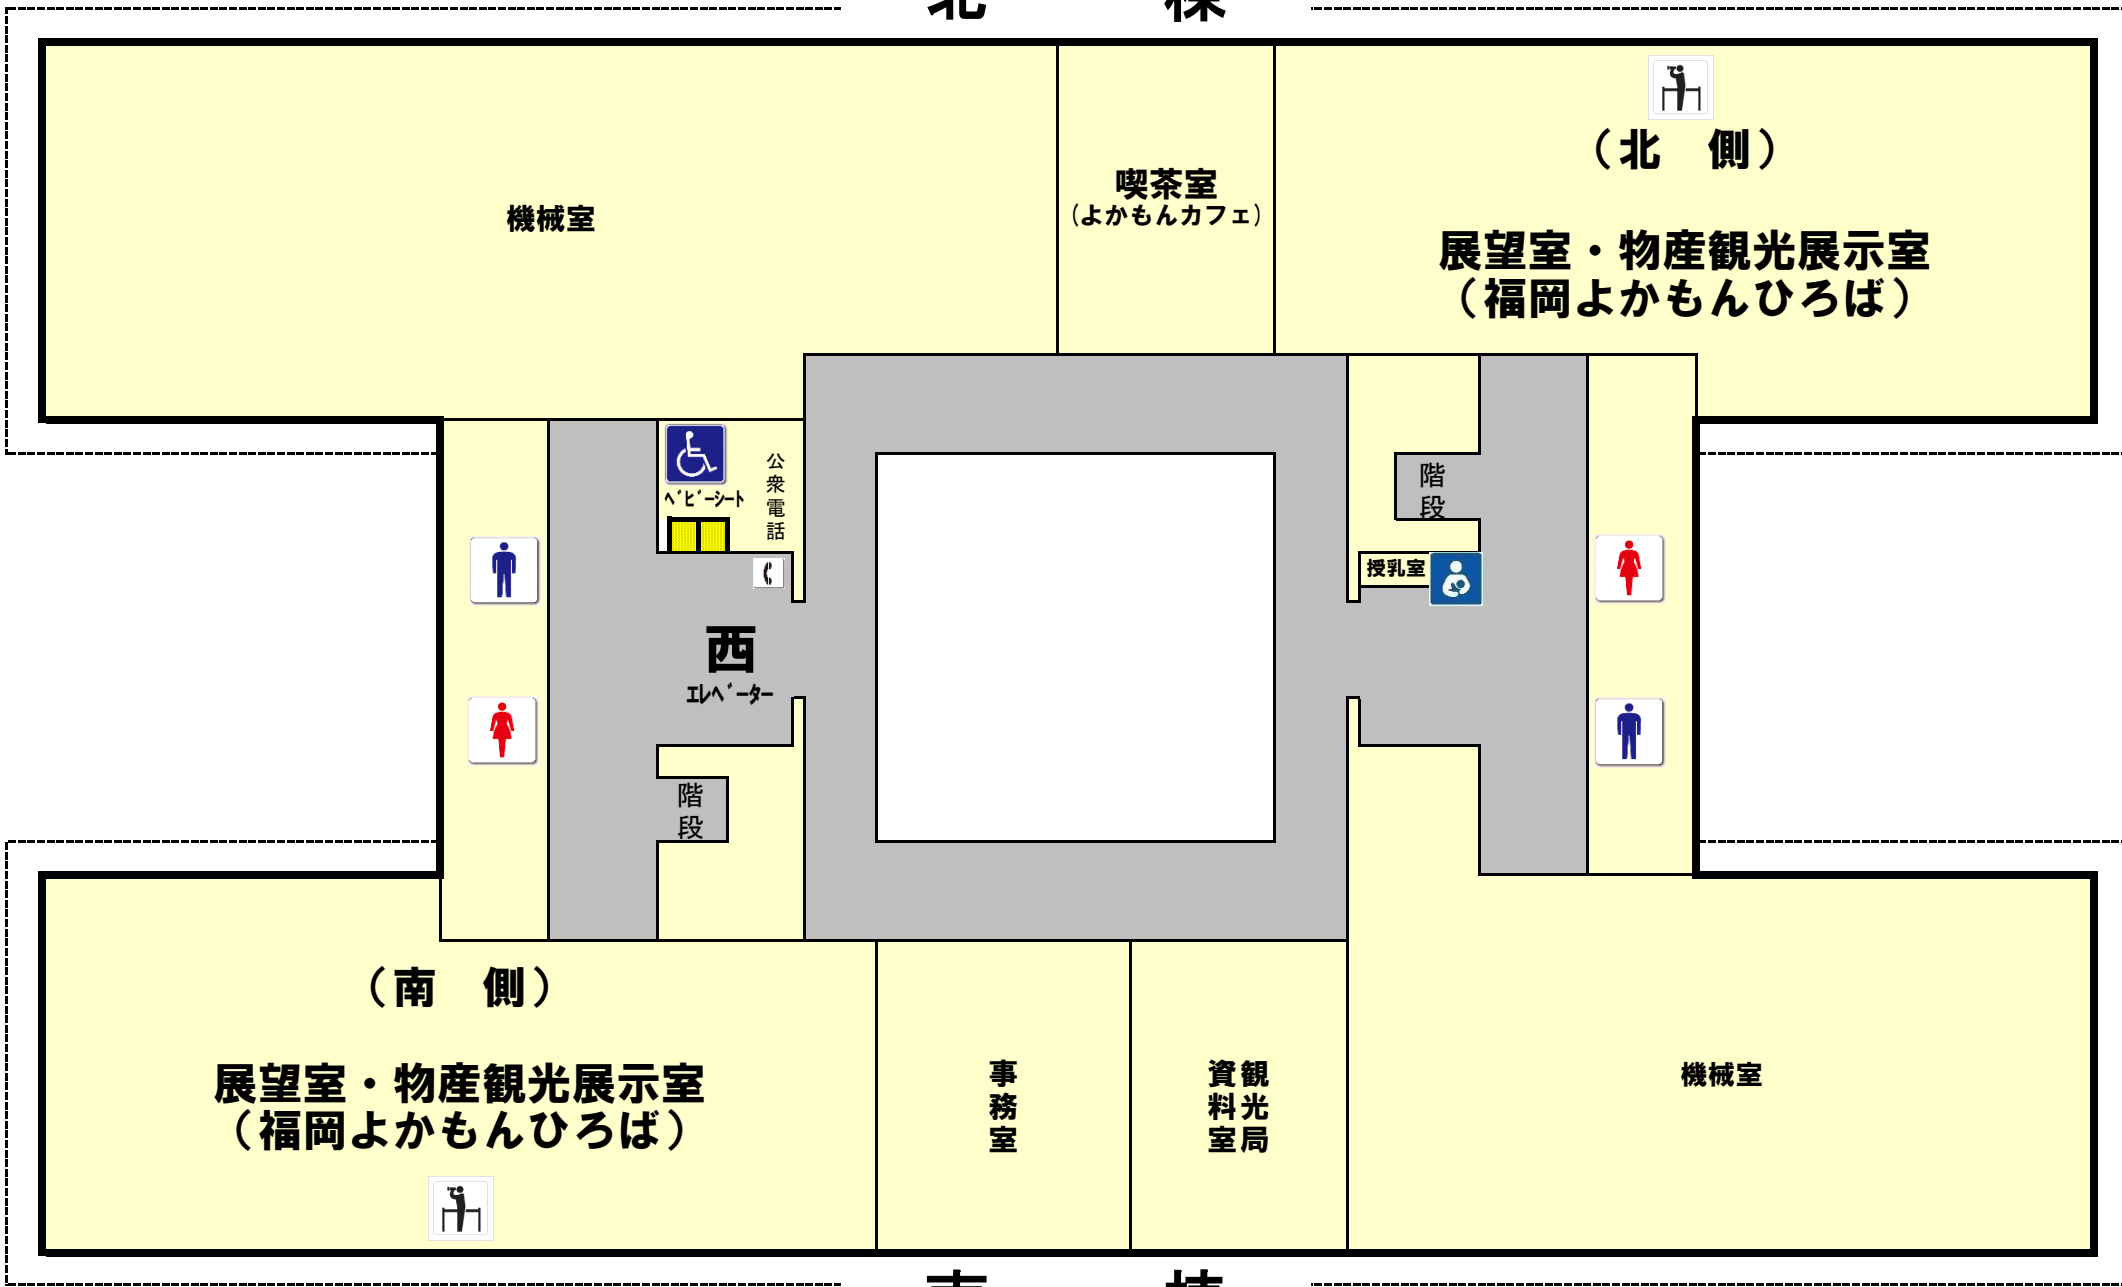 北 棟
（北 側）
展望室・物産観光展示室
（福岡よかもんひろば）
喫茶室
（よかもんカフェ）
機械室
公衆電話
ﾍﾞﾋﾞｰｼｰﾄ
階段
授乳室
西
ｴﾚﾍﾞｰﾀｰ
階段
（南 側）
展望室・物産観光展示室
（福岡よかもんひろば）
事務室
観光局
資料室
機械室
南 棟